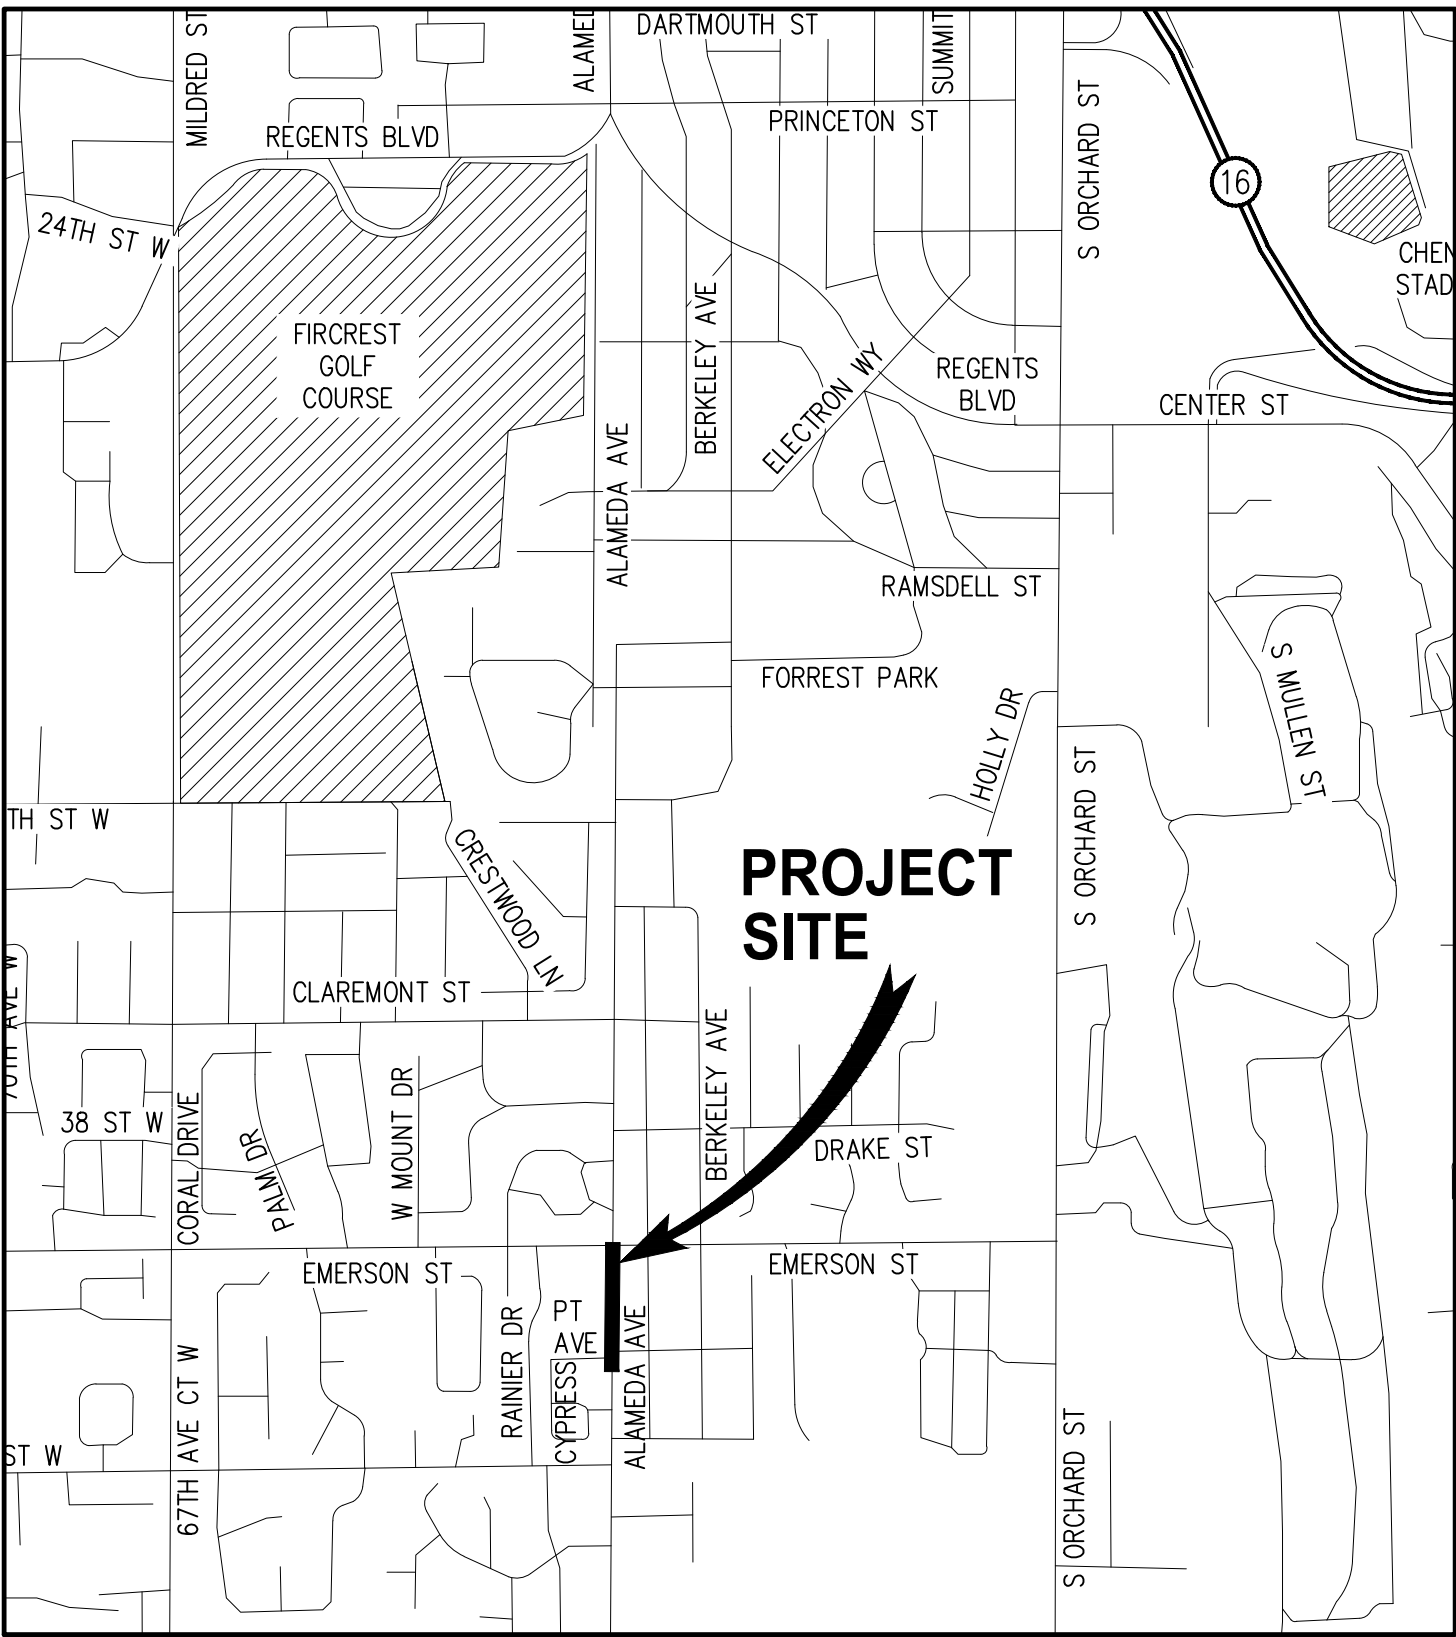 MILDRED ST
ALAMED
DARTMOUTH ST
SUMMIT
S ORCHARD ST
PRINCETON ST
REGENTS BLVD
16
24TH ST W
CHEN
STAD
BERKELEY AVE
FIRCREST
GOLF
COURSE
ELECTRON WY
REGENTS
BLVD
CENTER ST
ALAMEDA AVE
RAMSDELL ST
FORREST PARK
S MULLEN ST
HOLLY DR
S ORCHARD ST
TH ST W
CRESTWOOD LN
PROJECT
SITE
CLAREMONT ST
70TH AVE W
BERKELEY AVE
38 ST W
CORAL DRIVE
PALM DR
W MOUNT DR
DRAKE ST
EMERSON ST
EMERSON ST
RAINIER DR
PT
AVE
CYPRESS
ALAMEDA AVE
67TH AVE CT W
ST W
S ORCHARD ST